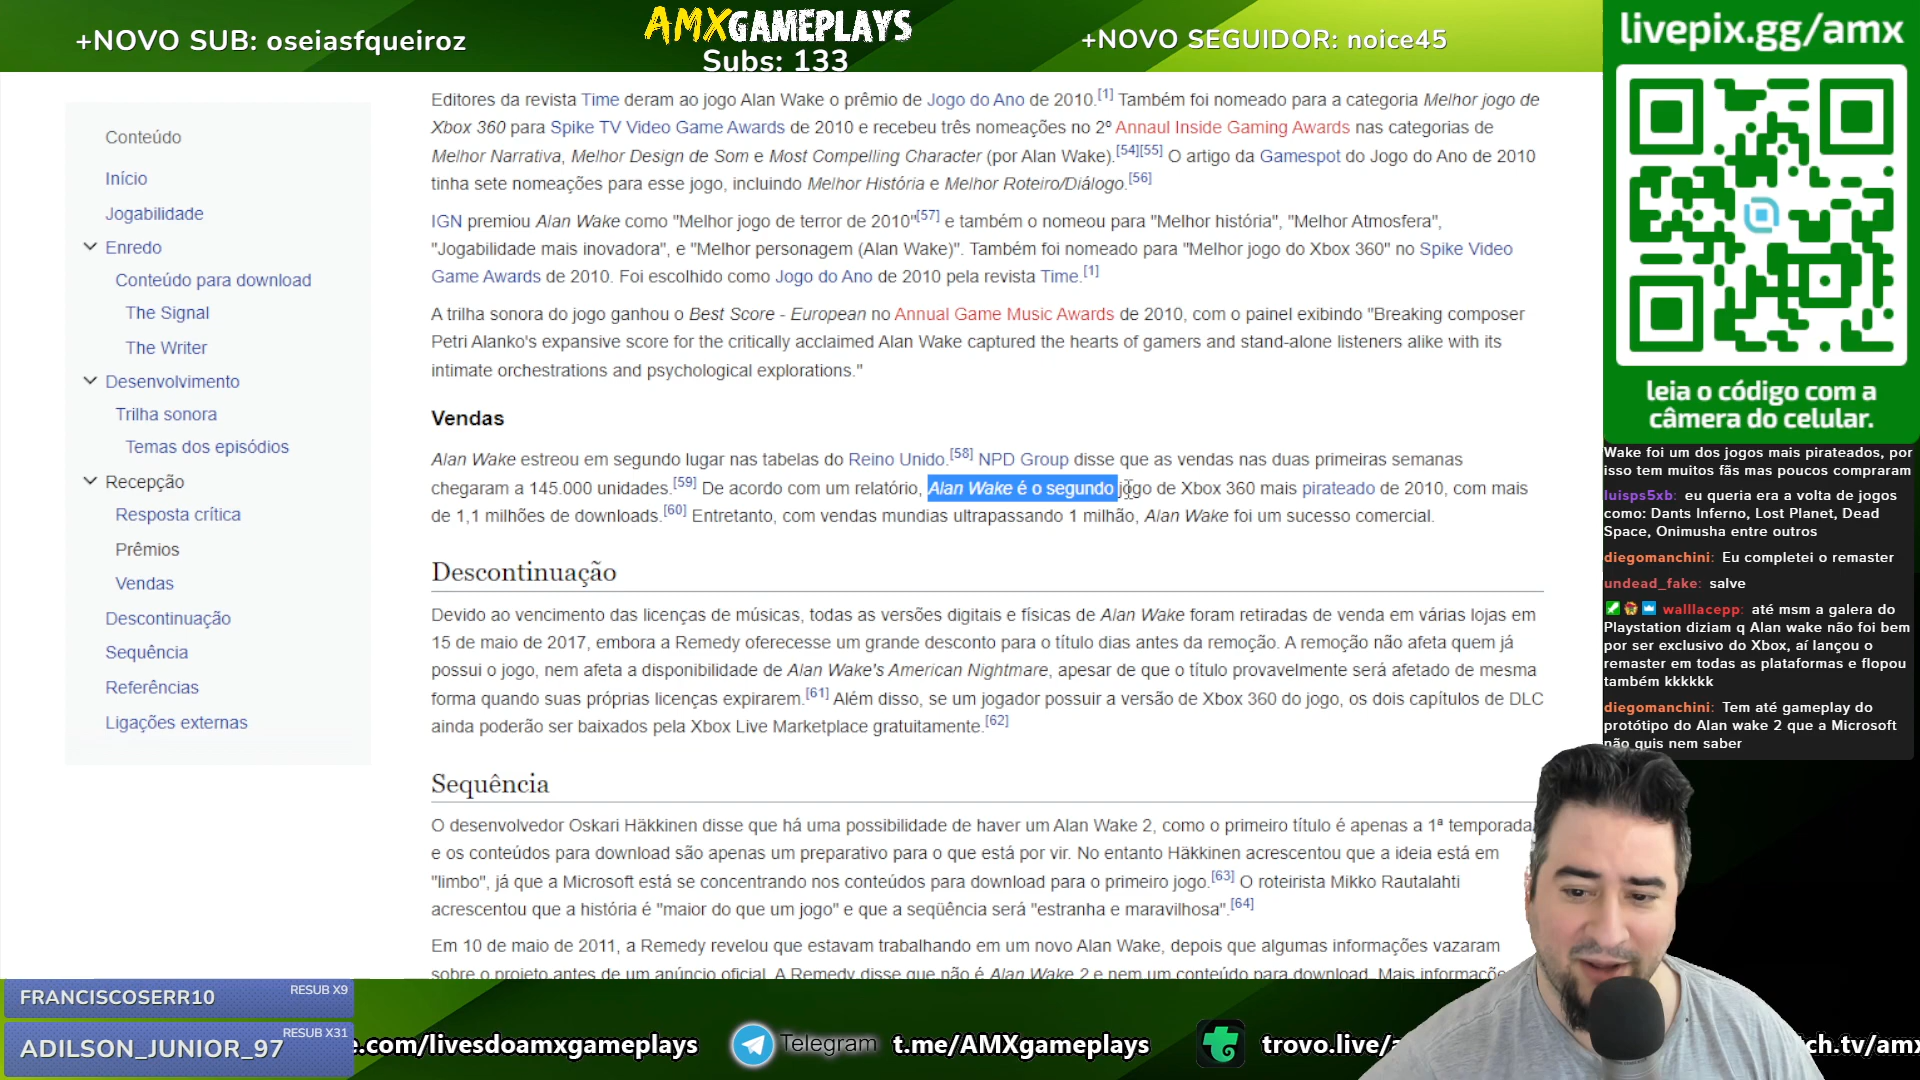 +NOVO SUB: oseiasfqueiroz
AMXGAMEPLAYS
Subs: 133
+NOVO SEGUIDOR: noice45
livepix.gg/amx
leia o código com a
câmera do celular.
Conteúdo
Início
Jogabilidade
Enredo
Conteúdo para download
The Signal
The Writer
Desenvolvimento
Trilha sonora
Temas dos episódios
Recepção
Resposta crítica
Prêmios
Vendas
Descontinuação
Sequência
Referências
Ligações externas
Editores da revista Time deram ao jogo Alan Wake o prêmio de Jogo do Ano de 2010.[1] Também foi nomeado para a categoria Melhor jogo de
Xbox 360 para Spike TV Video Game Awards de 2010 e recebeu três nomeações no 2º Annaul Inside Gaming Awards nas categorias de
Melhor Narrativa, Melhor Design de Som e Most Compelling Character (por Alan Wake).[54][55] O artigo da Gamespot do Jogo do Ano de 2010
tinha sete nomeações para esse jogo, incluindo Melhor História e Melhor Roteiro/Diálogo.[56]
IGN premiou Alan Wake como "Melhor jogo de terror de 2010"[57] e também o nomeou para "Melhor história", "Melhor Atmosfera",
"Jogabilidade mais inovadora", e "Melhor personagem (Alan Wake)". Também foi nomeado para "Melhor jogo do Xbox 360" no Spike Video
Game Awards de 2010. Foi escolhido como Jogo do Ano de 2010 pela revista Time.[1]
A trilha sonora do jogo ganhou o Best Score - European no Annual Game Music Awards de 2010, com o painel exibindo "Breaking composer
Petri Alanko's expansive score for the critically acclaimed Alan Wake captured the hearts of gamers and stand-alone listeners alike with its
intimate orchestrations and psychological explorations."
Vendas
Alan Wake estreou em segundo lugar nas tabelas do Reino Unido.[58] NPD Group disse que as vendas nas duas primeiras semanas
chegaram a 145.000 unidades.[59] De acordo com um relatório, Alan Wake é o segundo jogo de Xbox 360 mais pirateado de 2010, com mais
de 1,1 milhões de downloads.[60] Entretanto, com vendas mundias ultrapassando 1 milhão, Alan Wake foi um sucesso comercial.
Descontinuação
Devido ao vencimento das licenças de músicas, todas as versões digitais e físicas de Alan Wake foram retiradas de venda em várias lojas em
15 de maio de 2017, embora a Remedy oferecesse um grande desconto para o título dias antes da remoção. A remoção não afeta quem já
possui o jogo, nem afeta a disponibilidade de Alan Wake's American Nightmare, apesar de que o título provavelmente será afetado de mesma
forma quando suas próprias licenças expirarem.[61] Além disso, se um jogador possuir a versão de Xbox 360 do jogo, os dois capítulos de DLC
ainda poderão ser baixados pela Xbox Live Marketplace gratuitamente.[62]
Sequência
O desenvolvedor Oskari Häkkinen disse que há uma possibilidade de haver um Alan Wake 2, como o primeiro título é apenas a 1ª temporada
e os conteúdos para download são apenas um preparativo para o que está por vir. No entanto Häkkinen acrescentou que a ideia está em
"limbo", já que a Microsoft está se concentrando nos conteúdos para download para o primeiro jogo.[63] O roteirista Mikko Rautalahti
acrescentou que a história é "maior do que um jogo" e que a seqüência será "estranha e maravilhosa".[64]
Em 10 de maio de 2011, a Remedy revelou que estavam trabalhando em um novo Alan Wake, depois que algumas informações vazaram
sobre o projeto antes de um anúncio oficial. A Remedy disse que não é Alan Wake 2 e nem um conteúdo para download. Mais
Wake foi um dos jogos mais pirateados, por
isso tem muitos fãs mas poucos compraram
luisps5xb: eu queria era a volta de jogos
como: Dants Inferno, Lost Planet, Dead
Space, Onimusha entre outros
diegomanchini: Eu completei o remaster
undead_fake: salve
walllacepp: até msm a galera do
Playstation diziam q Alan wake não foi bem
por ser exclusivo do Xbox, aí lançou o
remaster em todas as plataformas e flopou
também kkkkkk
diegomanchini: Tem até gameplay do
protótipo do Alan wake 2 que a Microsoft
não quis nem saber
FRANCISCOSERR10 RESUB X9
ADILSON_JUNIOR_97 RESUB X31
.com/livesdoamxgameplays
Telegram t.me/AMXgameplays
trovo.live/
ch.tv/amx